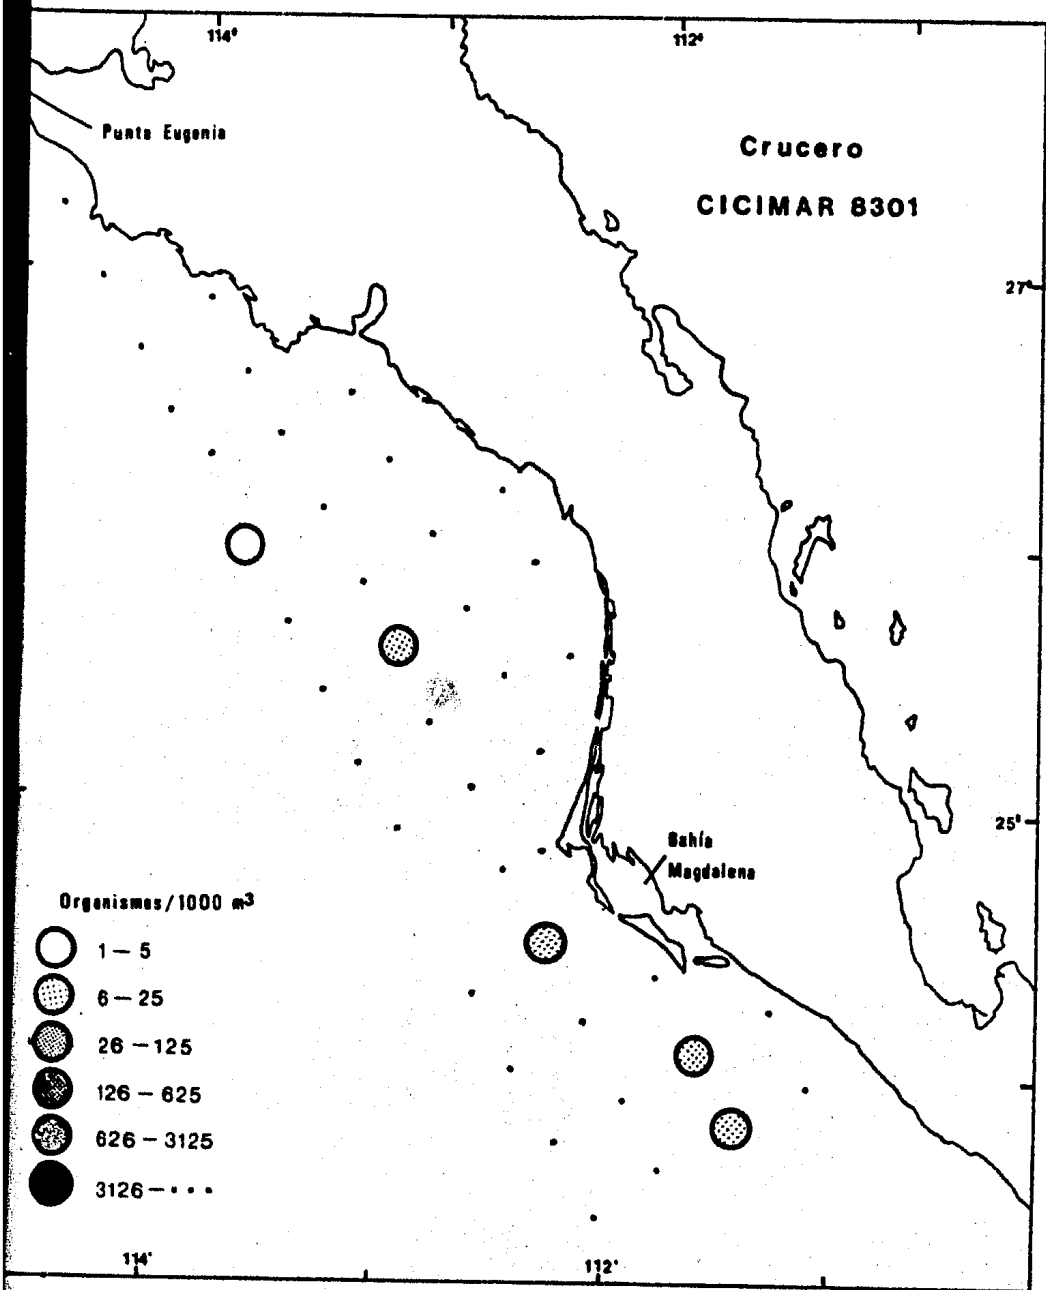 114°
112°
Punta Eugenia
Crucero
CICIMAR 8301
27°
25°
Bahía
Magdalena
Organismos/1000 m³
1 — 5
6 — 25
26 — 125
126 — 625
626 — 3125
3126 — • • •
114°
112°